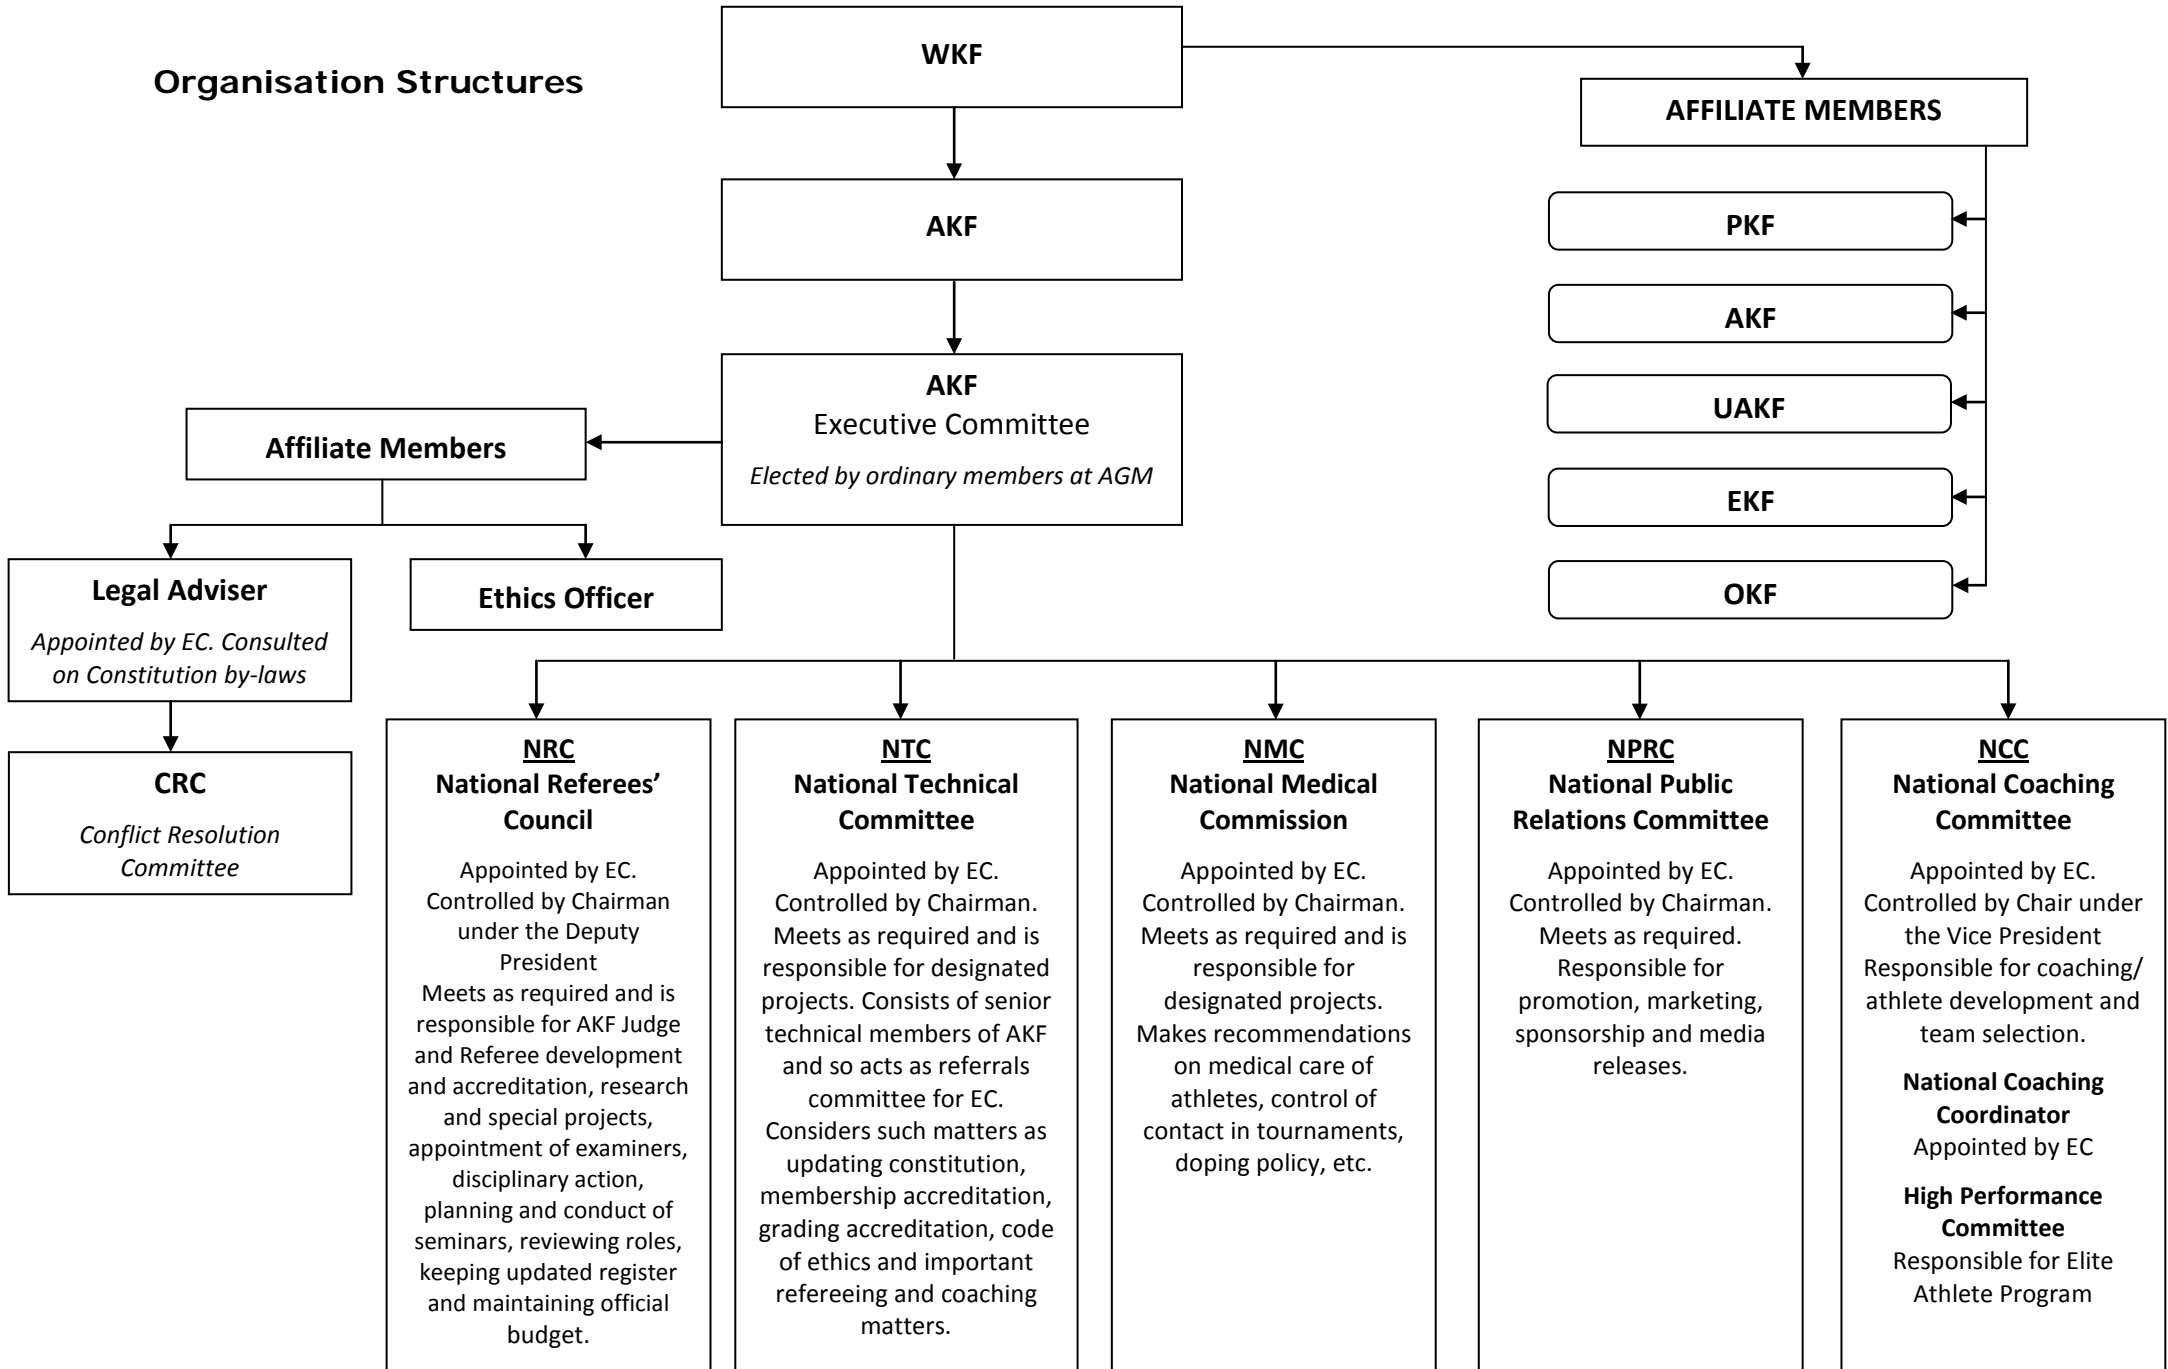 Organisation Structures
WKF
AFFILIATE MEMBERS
PKF
AKF
UAKF
EKF
OKF
AKF
AKF
Executive Committee
Elected by ordinary members at AGM
Affiliate Members
Legal Adviser
Appointed by EC. Consulted
on Constitution by-laws
Ethics Officer
CRC
Conflict Resolution
Committee
NRC
National Referees’
Council
Appointed by EC.
Controlled by Chairman
under the Deputy
President
Meets as required and is
responsible for AKF Judge
and Referee development
and accreditation, research
and special projects,
appointment of examiners,
disciplinary action,
planning and conduct of
seminars, reviewing roles,
keeping updated register
and maintaining official
budget.
NTC
National Technical
Committee
Appointed by EC.
Controlled by Chairman.
Meets as required and is
responsible for designated
projects. Consists of senior
technical members of AKF
and so acts as referrals
committee for EC.
Considers such matters as
updating constitution,
membership accreditation,
grading accreditation, code
of ethics and important
refereeing and coaching
matters.
NMC
National Medical
Commission
Appointed by EC.
Controlled by Chairman.
Meets as required and is
responsible for
designated projects.
Makes recommendations
on medical care of
athletes, control of
contact in tournaments,
doping policy, etc.
NPRC
National Public
Relations Committee
Appointed by EC.
Controlled by Chairman.
Meets as required.
Responsible for
promotion, marketing,
sponsorship and media
releases.
NCC
National Coaching
Committee
Appointed by EC.
Controlled by Chair under
the Vice President
Responsible for coaching/
athlete development and
team selection.
National Coaching
Coordinator
Appointed by EC
High Performance
Committee
Responsible for Elite
Athlete Program